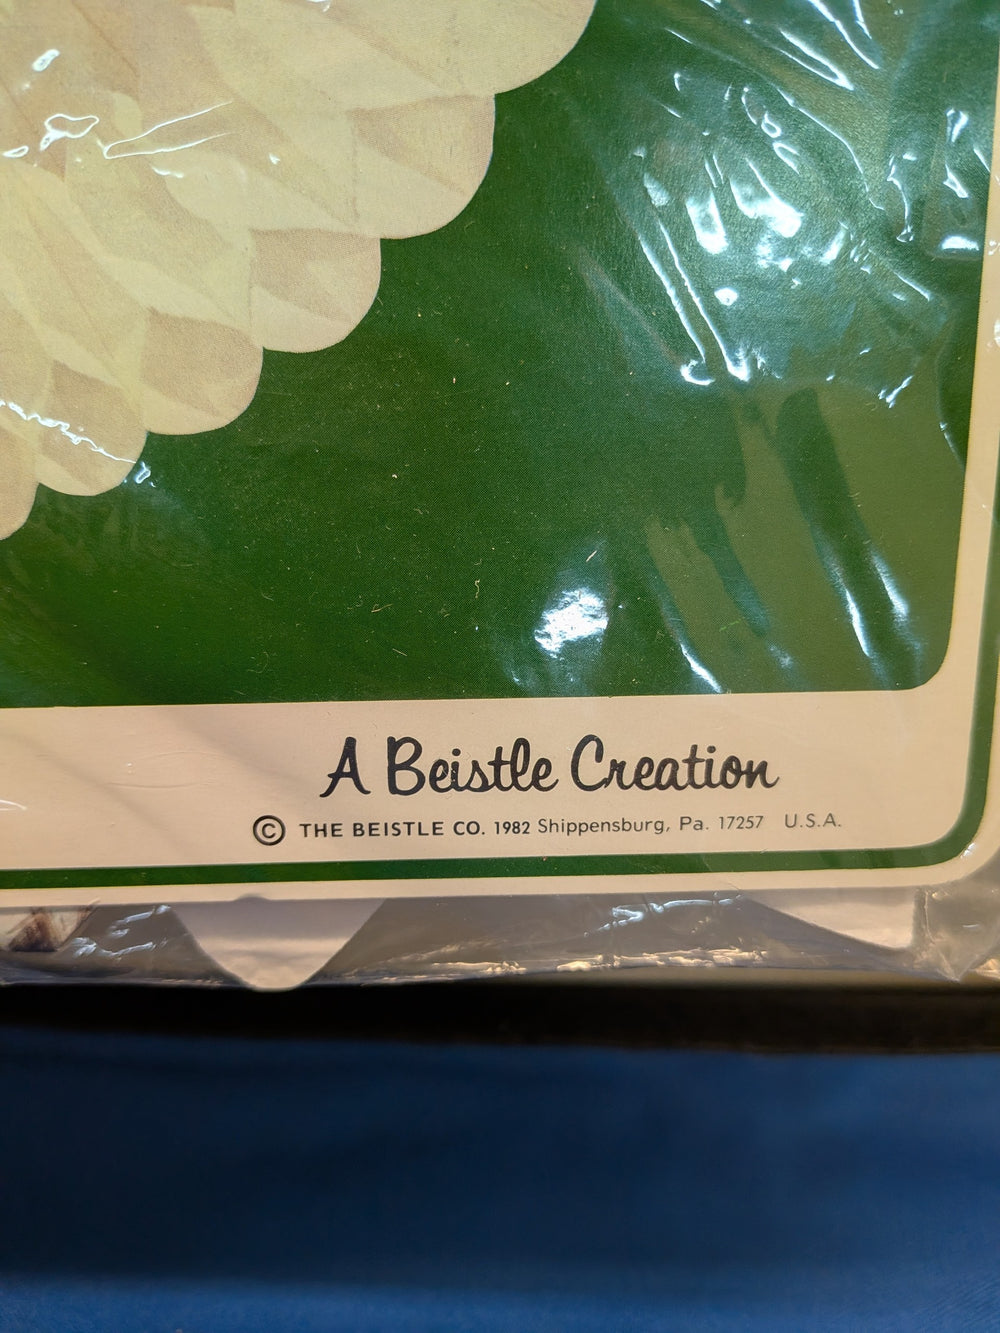 A Beistle Creation
© THE BEISTLE CO. 1982 Shippensburg, Pa. 17257 U.S.A.